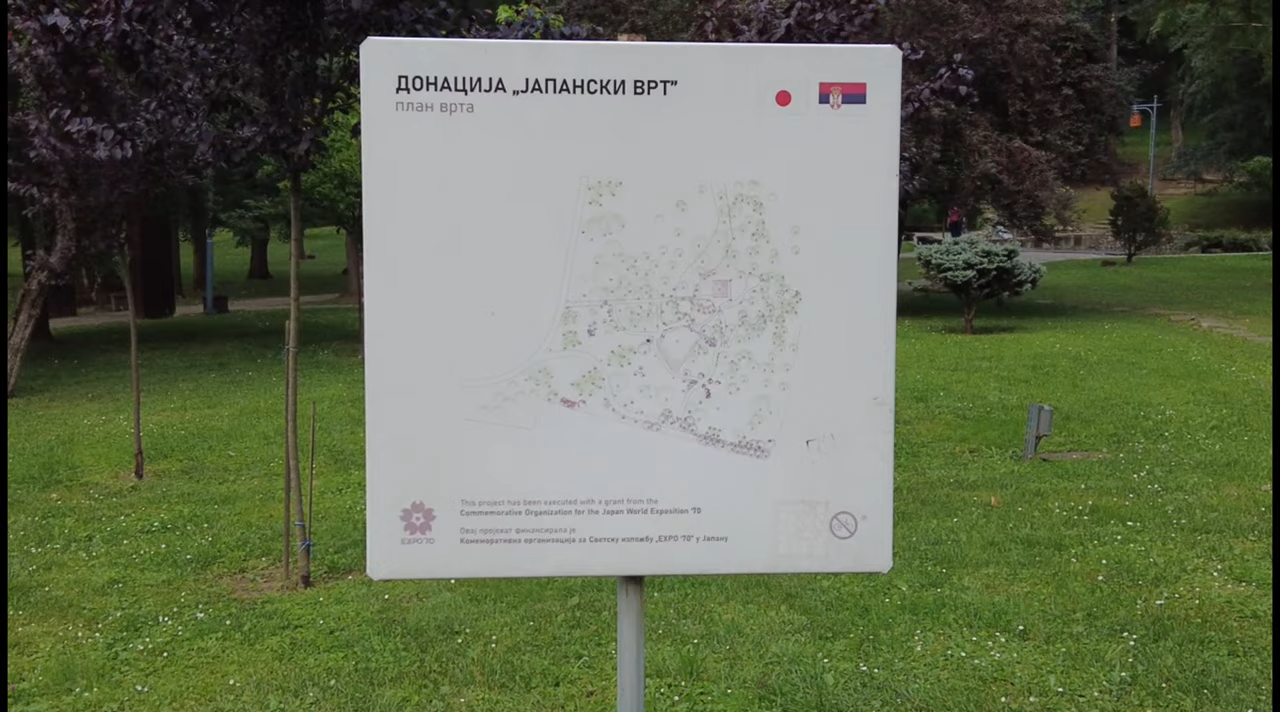 ДОНАЦИЈА „ЈАПАНСКИ ВРТ”
план врта
This project has been executed with a grant from the
Commemorative Organization for the Japan World Exposition '70
Овај пројекат финансирала је
Комеморативна организација за Светску изложбу „EXPO '70” у Јапану
EXPO'70